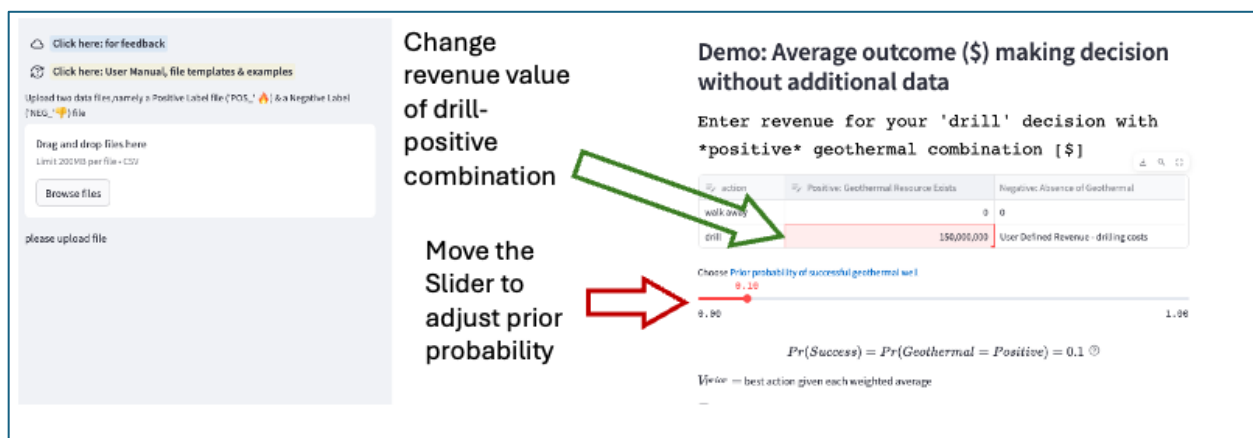 Click here: for feedback
Click here: User Manual, file templates & examples
Upload two data files,namely a Positive Label file ('POS_' 🔥) & a Negative Label
('NEG_'👎) file
Drag and drop files here
Limit 200MB per file • CSV
Browse files
please upload file
Change
revenue value
of drill-
positive
combination
Move the
Slider to
adjust prior
probability
Demo: Average outcome ($) making decision
without additional data
Enter revenue for your 'drill' decision with
*positive* geothermal combination [$]
action Positive: Geothermal Resource Exists Negative: Absence of Geothermal
walk away 0 0
drill 150,000,000 User Defined Revenue - drilling costs
Choose Prior probability of successful geothermal well
0.10
0.00 1.00
Pr(Success) = Pr(Geothermal = Positive) = 0.1
Vprior = best action given each weighted average